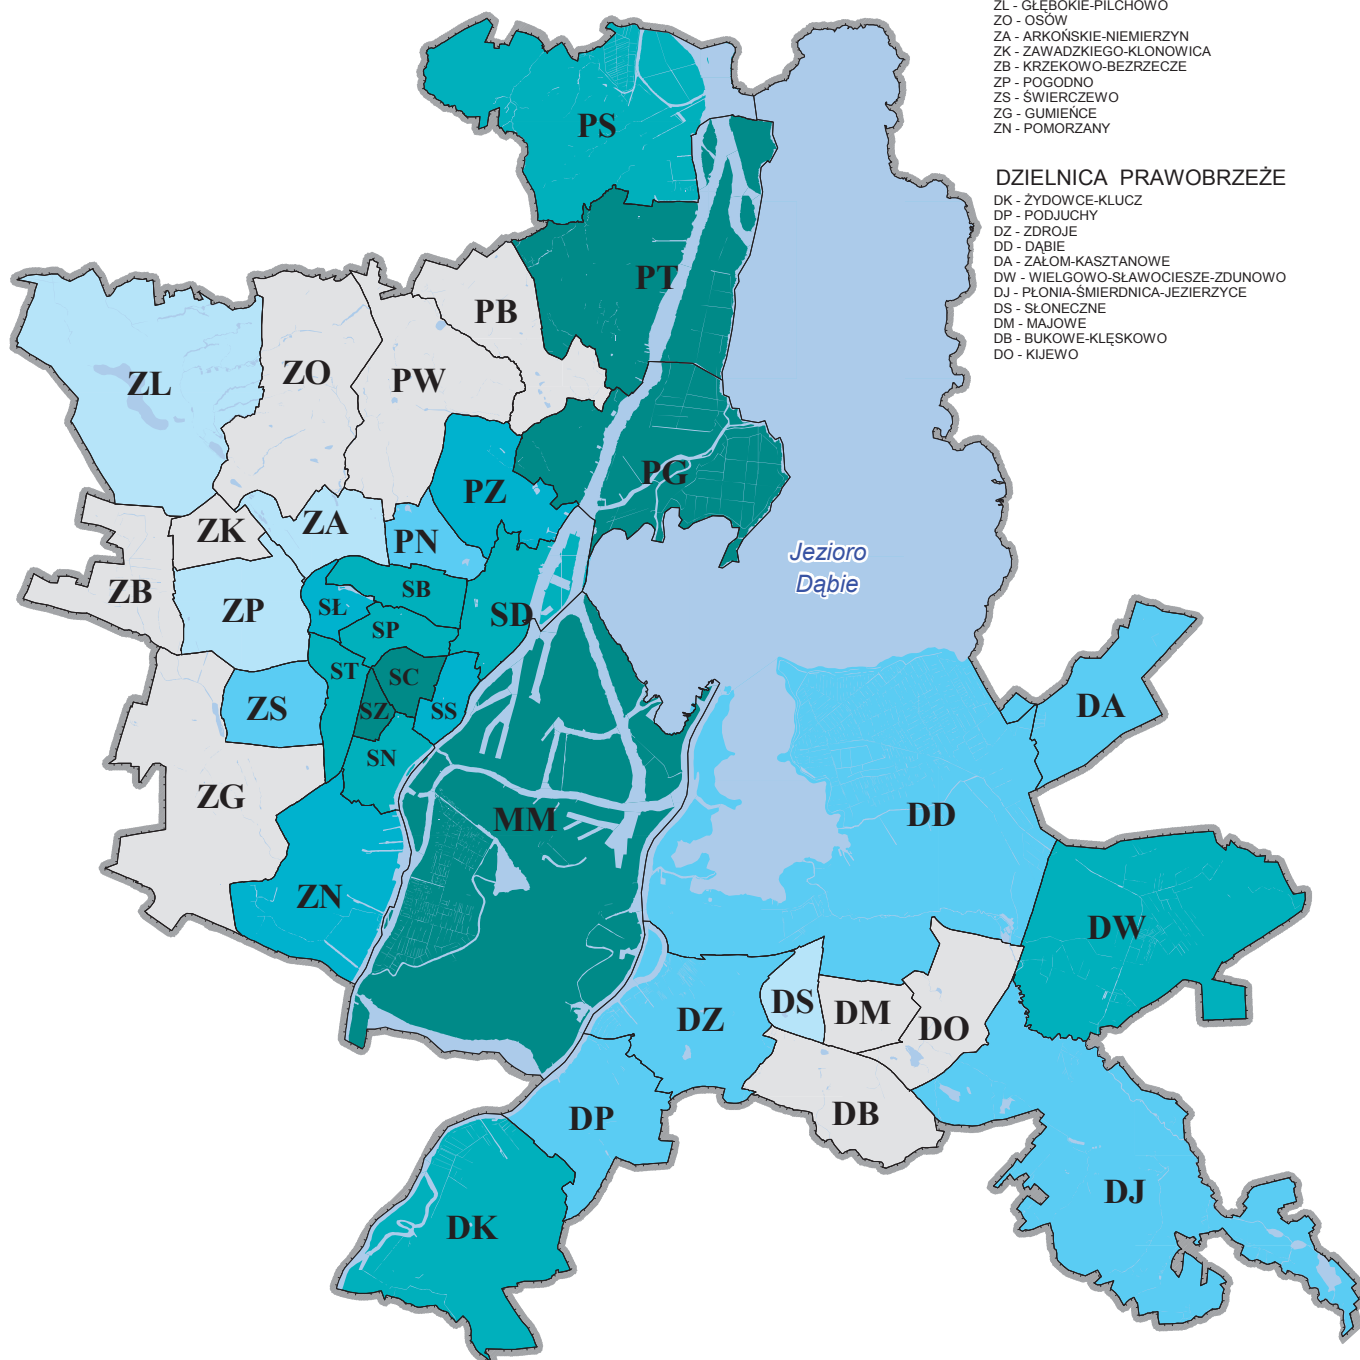 ZL - GŁĘBOKIE-PILCHOWO
ZO - OSÓW
ZA - ARKOŃSKIE-NIEMIERZYN
ZK - ZAWADZKIEGO-KLONOWICA
ZB - KRZEKOWO-BEZRZECZE
ZP - POGODNO
ZS - ŚWIERCZEWO
ZG - GUMIEŃCE
ZN - POMORZANY
DZIELNICA PRAWOBRZEŻE
DK - ŻYDOWCE-KLUCZ
DP - PODJUCHY
DZ - ZDROJE
DD - DĄBIE
DA - ZAŁOM-KASZTANOWE
DW - WIELGOWO-SŁAWOCIESZE-ZDUNOWO
DJ - PŁONIA-ŚMIERDNICA-JEZIERZYCE
DS - SŁONECZNE
DM - MAJOWE
DB - BUKOWE-KLĘSKOWO
DO - KIJEWO
PS
PT
PB
ZO
PW
ZL
PG
PZ
ZA
ZK
PN
Jezioro
Dąbie
ZB
ZP
SB
SŁ
SD
SP
ST
SC
SZ
SS
ZS
DA
SN
ZG
MM
DD
ZN
DW
DS
DM
DZ
DO
DP
DB
DJ
DK